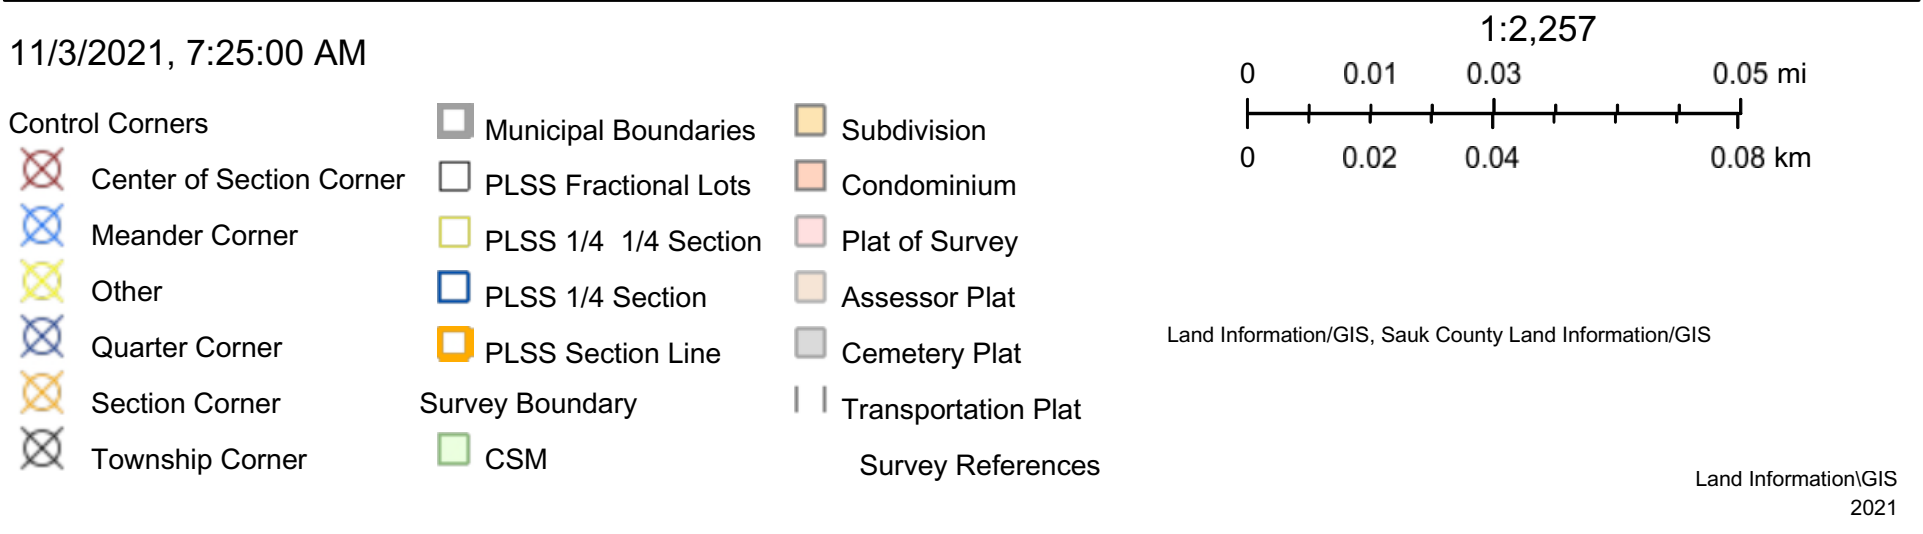 11/3/2021, 7:25:00 AM
Control Corners
Center of Section Corner
Meander Corner
Other
Quarter Corner
Section Corner
Township Corner
Municipal Boundaries
PLSS Fractional Lots
PLSS 1/4  1/4 Section
PLSS 1/4 Section
PLSS Section Line
Survey Boundary
CSM
Subdivision
Condominium
Plat of Survey
Assessor Plat
Cemetery Plat
Transportation Plat
Survey References
1:2,257
0 0.01 0.03 0.05 mi
0 0.02 0.04 0.08 km
Land Information/GIS, Sauk County Land Information/GIS
Land Information\GIS
2021